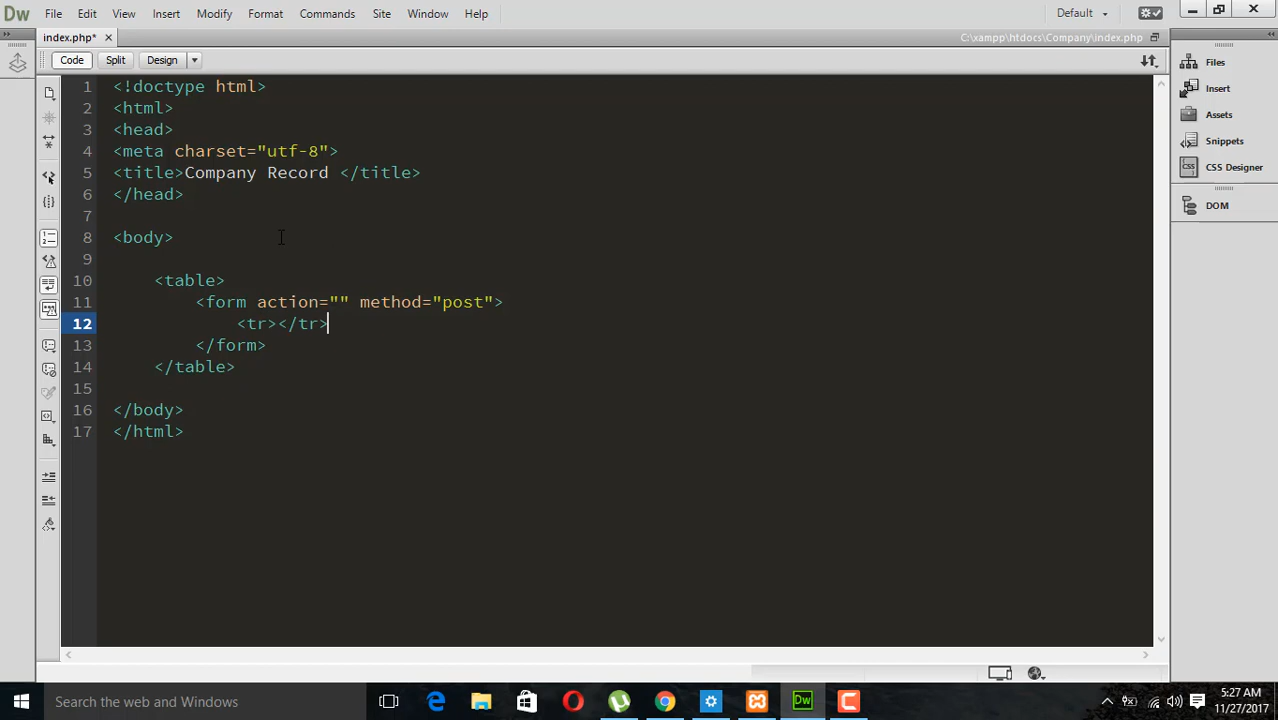 Dw File Edit View Insert Modify Format Commands Site Window Help Default
index.php* C:\xampp\htdocs\Company\index.php
Code Split Design
1 <!doctype html>
2 <html>
3 <head>
4 <meta charset="utf-8">
5 <title>Company Record </title>
6 </head>
7
8 <body>
9
10 <table>
11 <form action="" method="post">
12 <tr></tr>
13 </form>
14 </table>
15
16 </body>
17 </html>
Files
Insert
Assets
Snippets
CSS Designer
DOM
Search the web and Windows
Dw
5:27 AM
11/27/2017